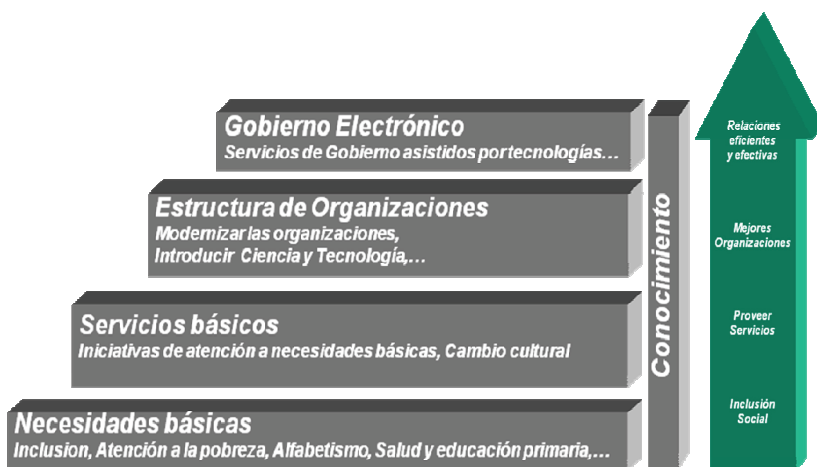 Gobierno Electrónico
Servicios de Gobierno asistidos portecnologías...
Estructura de Organizaciones
Modernizar las organizaciones,
Introducir Ciencia y Tecnología,...
Servicios básicos
Iniciativas de atención a necesidades básicas, Cambio cultural
Necesidades básicas
Inclusion, Atención a la pobreza, Alfabetismo, Salud y educación primaria,...
Conocimiento
Relaciones
eficientes
y efectivas
Mejores
Organizaciones
Proveer
Servicios
Inclusión
Social